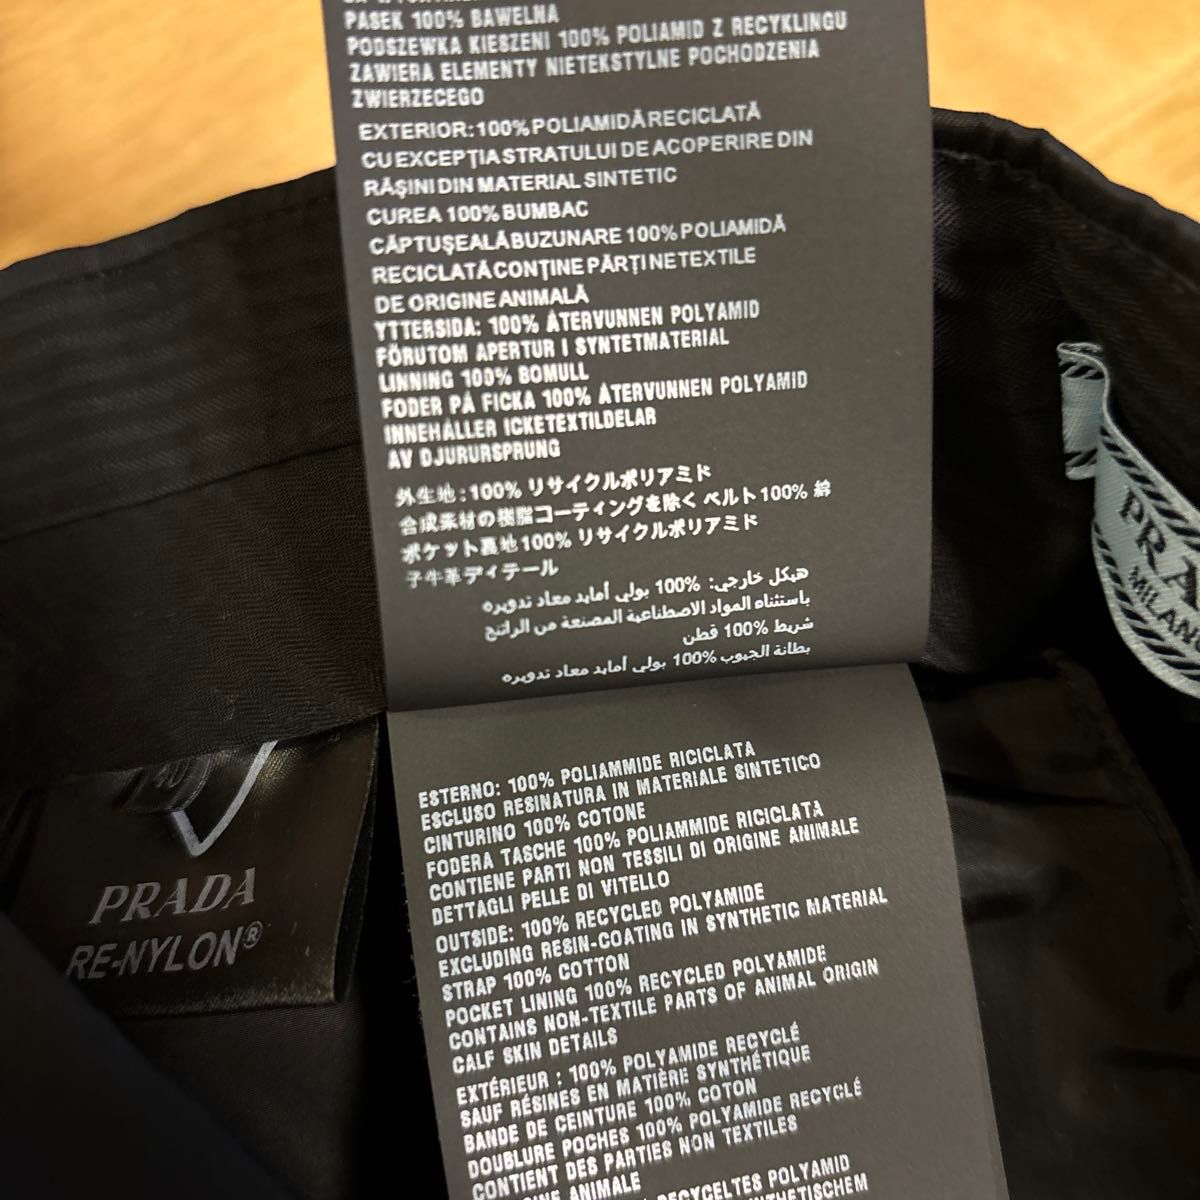 PASEK 100% BAWELNA
PODSZEWKA KIESZENI 100% POLIAMID Z RECYKLINGU
ZAWIERA ELEMENTY NIETEKSTYLNE POCHODZENIA
ZWIERZECEGO
EXTERIOR:100%POLIAMIDĂRECICLATĂ
CU EXCEPȚIA STRATULUI DE ACOPERIRE DIN
RĂȘINI DIN MATERIAL SINTETIC
CUREA 100% BUMBAC
CĂPTUȘEALĂ BUZUNARE 100% POLIAMIDĂ
RECICLATĂ CONȚINE PĂRȚI NETEXTILE
DE ORIGINE ANIMALĂ
YTTERSIDA: 100% ÅTERVUNNEN POLYAMID
FÖRUTOM APERTUR I SYNTETMATERIAL
LINNING 100% BOMULL
FODER PÅ FICKA 100% ÅTERVUNNEN POLYAMID
INNEHÅLLER ICKETEXTILDELAR
AV DJURURSPRUNG
外生地:100% リサイクルポリアミド
合成素材の樹脂コーティングを除く ベルト100% 綿
ポケット裏地100% リサイクルポリアミド
子牛革ディテール
هيكل خارجي: %100 بولي أمايد معاد تدويره
باستثناء المواد الاصطناعية المصنعة من الراتنج
شريط %100 قطن
بطانة الجيوب %100 بولي أمايد معاد تدويره
PRADA
MILANO
40
PRADA
RE-NYLON®
ESTERNO: 100% POLIAMMIDE RICICLATA
ESCLUSO RESINATURA IN MATERIALE SINTETICO
CINTURINO 100% COTONE
FODERA TASCHE 100% POLIAMMIDE RICICLATA
CONTIENE PARTI NON TESSILI DI ORIGINE ANIMALE
DETTAGLI PELLE DI VITELLO
OUTSIDE: 100% RECYCLED POLYAMIDE
EXCLUDING RESIN-COATING IN SYNTHETIC MATERIAL
STRAP 100% COTTON
POCKET LINING 100% RECYCLED POLYAMIDE
CONTAINS NON-TEXTILE PARTS OF ANIMAL ORIGIN
CALF SKIN DETAILS
EXTÉRIEUR : 100% POLYAMIDE RECYCLÉ
SAUF RÉSINES EN MATIÈRE SYNTHÉTIQUE
BANDE DE CEINTURE 100% COTON
DOUBLURE POCHES 100% POLYAMIDE RECYCLÉ
CONTIENT DES PARTIES NON TEXTILES
ANIMALE
POLYAMID